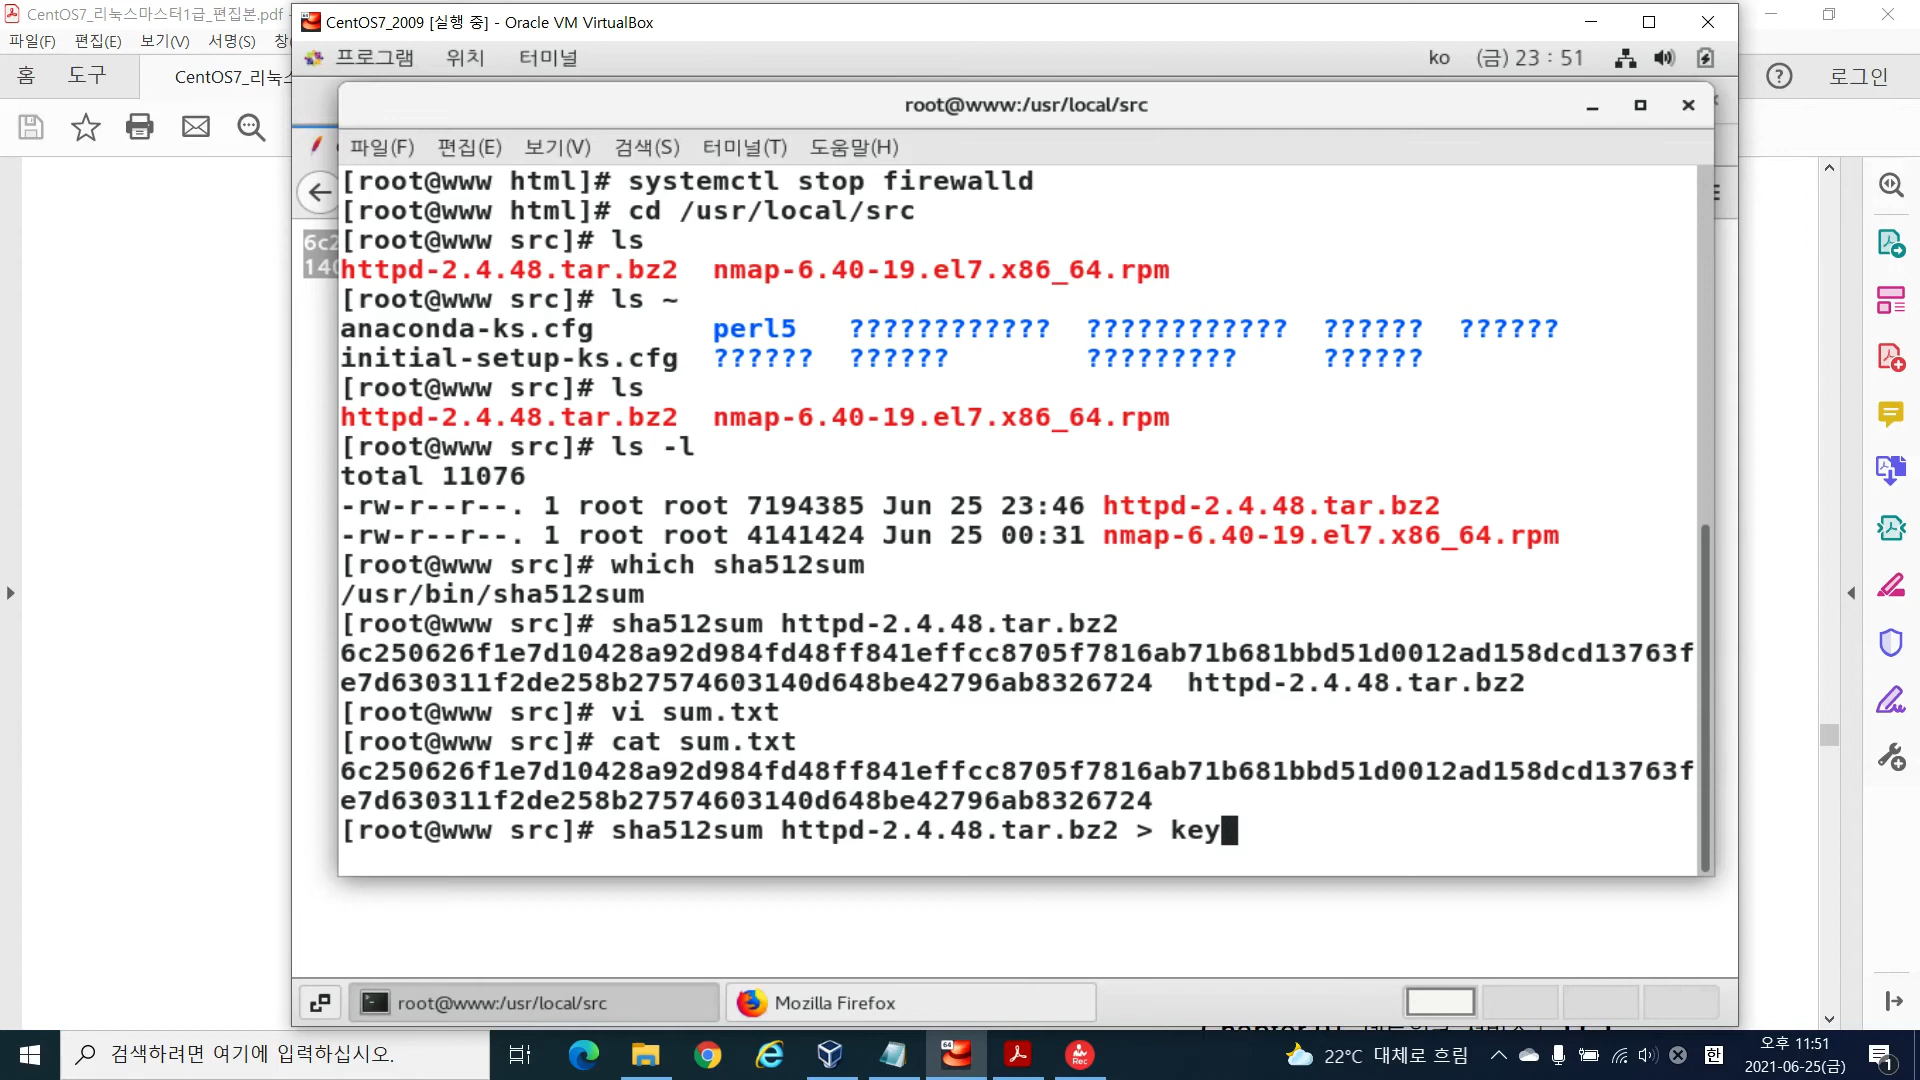 CentOS7_리눅스마스터1급_편집본.pdf -
파일(F) 편집(E) 보기(V) 서명(S) 창(
홈 도구 CentOS7_리눅스
로그인
CentOS7_2009 [실행 중] - Oracle VM VirtualBox
프로그램 위치 터미널 ko (금) 23 : 51
root@www:/usr/local/src
파일(F) 편집(E) 보기(V) 검색(S) 터미널(T) 도움말(H)
6c2
140
[root@www html]# systemctl stop firewalld
[root@www html]# cd /usr/local/src
[root@www src]# ls
httpd-2.4.48.tar.bz2 nmap-6.40-19.el7.x86_64.rpm
[root@www src]# ls ~
anaconda-ks.cfg perl5 ???????????? ???????????? ?????? ??????
initial-setup-ks.cfg ?????? ?????? ????????? ??????
[root@www src]# ls
httpd-2.4.48.tar.bz2 nmap-6.40-19.el7.x86_64.rpm
[root@www src]# ls -l
total 11076
-rw-r--r--. 1 root root 7194385 Jun 25 23:46 httpd-2.4.48.tar.bz2
-rw-r--r--. 1 root root 4141424 Jun 25 00:31 nmap-6.40-19.el7.x86_64.rpm
[root@www src]# which sha512sum
/usr/bin/sha512sum
[root@www src]# sha512sum httpd-2.4.48.tar.bz2
6c250626f1e7d10428a92d984fd48ff841effcc8705f7816ab71b681bbd51d0012ad158dcd13763f
e7d630311f2de258b27574603140d648be42796ab8326724 httpd-2.4.48.tar.bz2
[root@www src]# vi sum.txt
[root@www src]# cat sum.txt
6c250626f1e7d10428a92d984fd48ff841effcc8705f7816ab71b681bbd51d0012ad158dcd13763f
e7d630311f2de258b27574603140d648be42796ab8326724
[root@www src]# sha512sum httpd-2.4.48.tar.bz2 > key
root@www:/usr/local/src Mozilla Firefox
검색하려면 여기에 입력하십시오.
64
Rec
22°C 대체로 흐림
한
오후 11:51
2021-06-25(금)
1